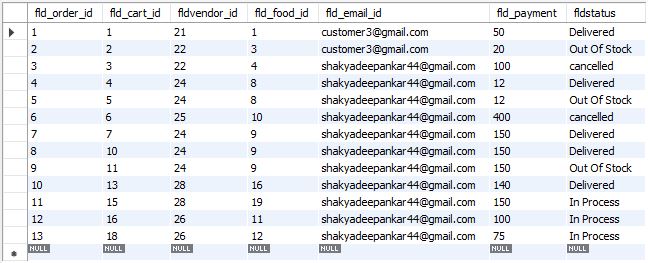 fld_order_id fld_cart_id fldvendor_id fld_food_id fld_email_id fld_payment fldstatus
1 1 21 1 customer3@gmail.com 50 Delivered
2 2 22 3 customer3@gmail.com 20 Out Of Stock
3 3 22 4 shakyadeepankar44@gmail.com 100 cancelled
4 4 24 8 shakyadeepankar44@gmail.com 12 Delivered
5 5 24 8 shakyadeepankar44@gmail.com 12 Out Of Stock
6 6 25 10 shakyadeepankar44@gmail.com 400 cancelled
7 7 24 9 shakyadeepankar44@gmail.com 150 Delivered
8 10 24 9 shakyadeepankar44@gmail.com 150 Delivered
9 11 24 9 shakyadeepankar44@gmail.com 150 Out Of Stock
10 13 28 16 shakyadeepankar44@gmail.com 140 Delivered
11 15 28 19 shakyadeepankar44@gmail.com 150 In Process
12 16 26 11 shakyadeepankar44@gmail.com 100 In Process
13 18 26 12 shakyadeepankar44@gmail.com 75 In Process
NULL NULL NULL NULL NULL NULL NULL